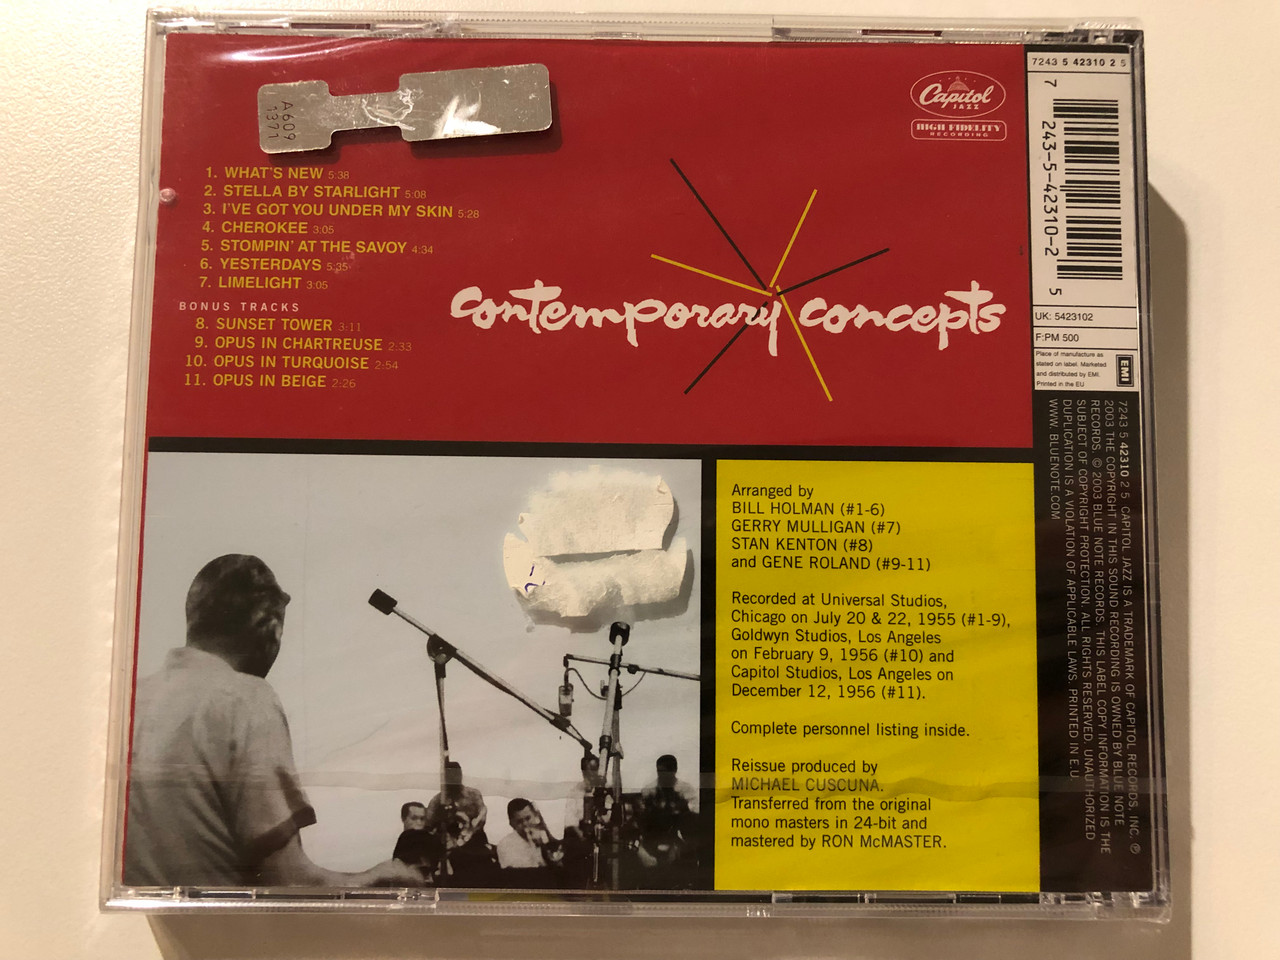 A609
1371
1. WHAT'S NEW 5:38
2. STELLA BY STARLIGHT 5:08
3. I'VE GOT YOU UNDER MY SKIN 5:28
4. CHEROKEE 3:05
5. STOMPIN' AT THE SAVOY 4:34
6. YESTERDAYS 5:35
7. LIMELIGHT 3:05
BONUS TRACKS
8. SUNSET TOWER 3:11
9. OPUS IN CHARTREUSE 2:33
10. OPUS IN TURQUOISE 2:54
11. OPUS IN BEIGE 2:26
Capitol
JAZZ
HIGH FIDELITY
RECORDING
contemporary concepts
Arranged by
BILL HOLMAN (#1-6)
GERRY MULLIGAN (#7)
STAN KENTON (#8)
and GENE ROLAND (#9-11)
Recorded at Universal Studios,
Chicago on July 20 & 22, 1955 (#1-9),
Goldwyn Studios, Los Angeles
on February 9, 1956 (#10) and
Capitol Studios, Los Angeles on
December 12, 1956 (#11).
Complete personnel listing inside.
Reissue produced by
MICHAEL CUSCUNA.
Transferred from the original
mono masters in 24-bit and
mastered by RON McMASTER.
7243 5 42310 2 5
7 243-5-42310-2 5
UK: 5423102
F:PM 500
Place of manufacture as
stated on label. Marketed
and distributed by EMI.
Printed in the EU
EMI
7243 5 42310 2 5 CAPITOL JAZZ IS A TRADEMARK OF CAPITOL RECORDS, INC. ℗
2003 THE COPYRIGHT IN THIS SOUND RECORDING IS OWNED BY BLUE NOTE
RECORDS. © 2003 BLUE NOTE RECORDS. THIS LABEL COPY INFORMATION IS THE
SUBJECT OF COPYRIGHT PROTECTION. ALL RIGHTS RESERVED. UNAUTHORIZED
DUPLICATION IS A VIOLATION OF APPLICABLE LAWS. PRINTED IN E.U.
WWW.BLUENOTE.COM